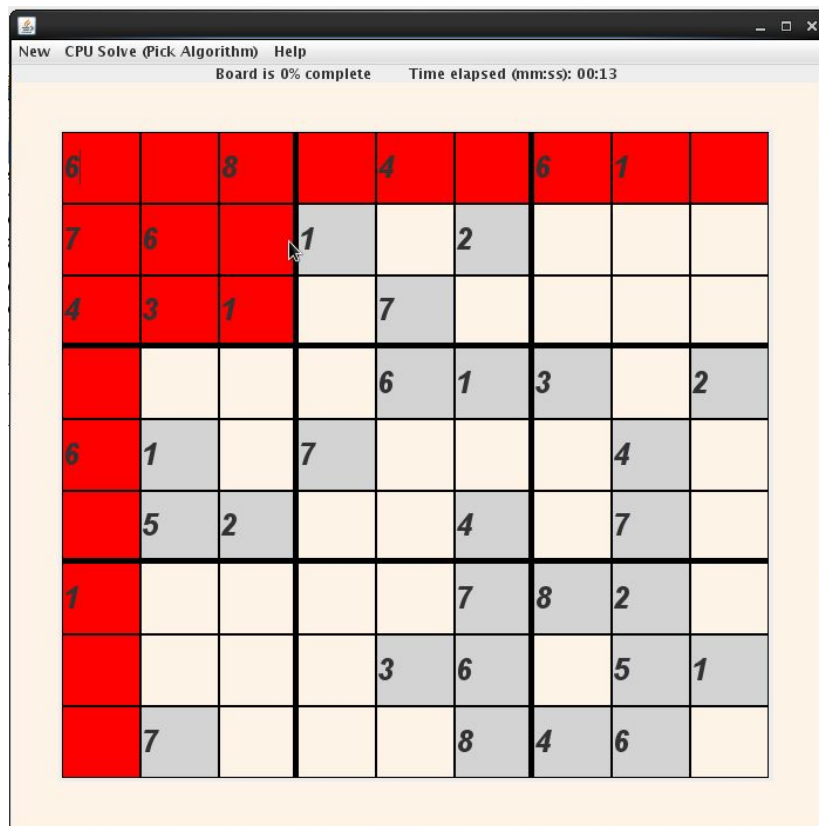 New CPU Solve (Pick Algorithm) Help
Board is 0% complete Time elapsed (mm:ss): 00:13
6 8 4 6 1
7 6 1 2
4 3 1 7
6 1 3 2
6 1 7 4
5 2 4 7
1 7 8 2
3 6 5 1
7 8 4 6